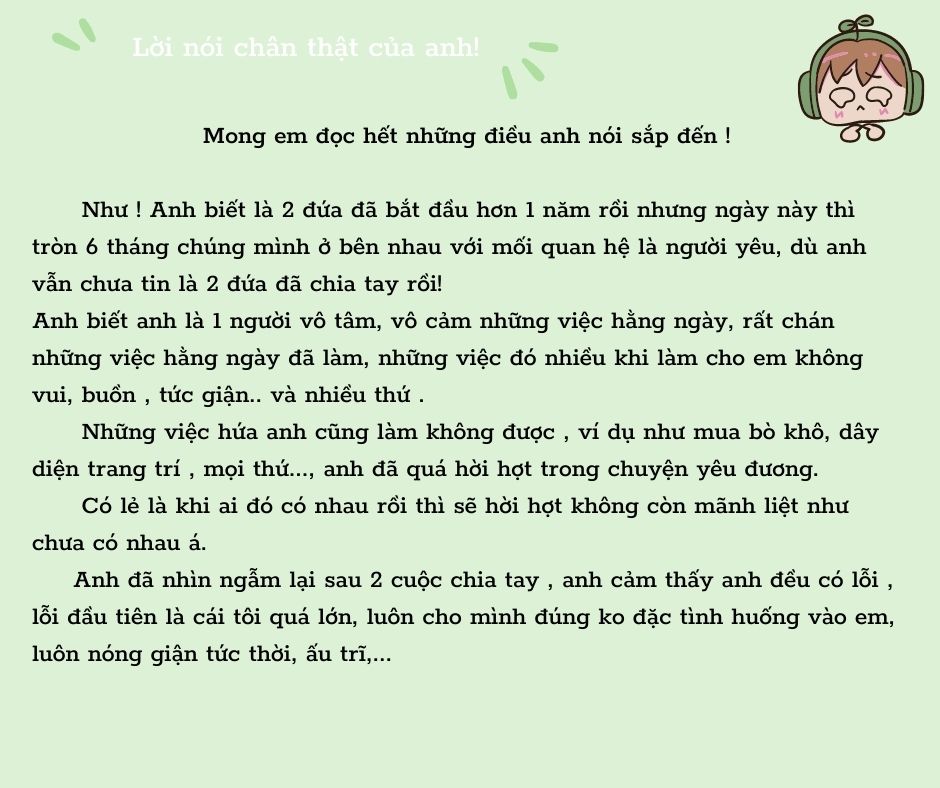 Lời nói chân thật của anh!
Mong em đọc hết những điều anh nói sắp đến !
Như ! Anh biết là 2 đứa đã bắt đầu hơn 1 năm rồi nhưng ngày này thì
tròn 6 tháng chúng mình ở bên nhau với mối quan hệ là người yêu, dù anh
vẫn chưa tin là 2 đứa đã chia tay rồi!
Anh biết anh là 1 người vô tâm, vô cảm những việc hằng ngày, rất chán
những việc hằng ngày đã làm, những việc đó nhiều khi làm cho em không
vui, buồn , tức giận.. và nhiều thứ .
Những việc hứa anh cũng làm không được , ví dụ như mua bò khô, dây
diện trang trí , mọi thứ..., anh đã quá hời hợt trong chuyện yêu đương.
Có lẻ là khi ai đó có nhau rồi thì sẽ hời hợt không còn mãnh liệt như
chưa có nhau á.
Anh đã nhìn ngẫm lại sau 2 cuộc chia tay , anh cảm thấy anh đều có lỗi ,
lỗi đầu tiên là cái tôi quá lớn, luôn cho mình đúng ko đặc tình huống vào em,
luôn nóng giận tức thời, ấu trĩ,...